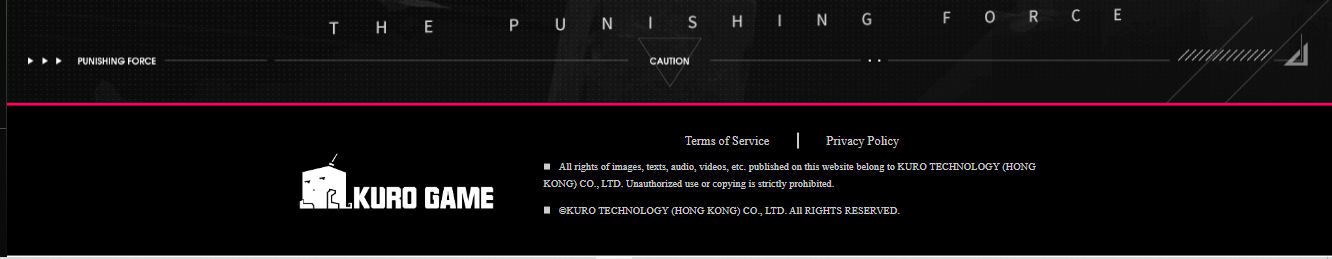 THE PUNISHING FORCE
PUNISHING FORCE
CAUTION
Terms of Service | Privacy Policy
KURO GAME
■ All rights of images, texts, audio, videos, etc. published on this website belong to KURO TECHNOLOGY (HONG
KONG) CO., LTD. Unauthorized use or copying is strictly prohibited.
■ ©KURO TECHNOLOGY (HONG KONG) CO., LTD. All RIGHTS RESERVED.